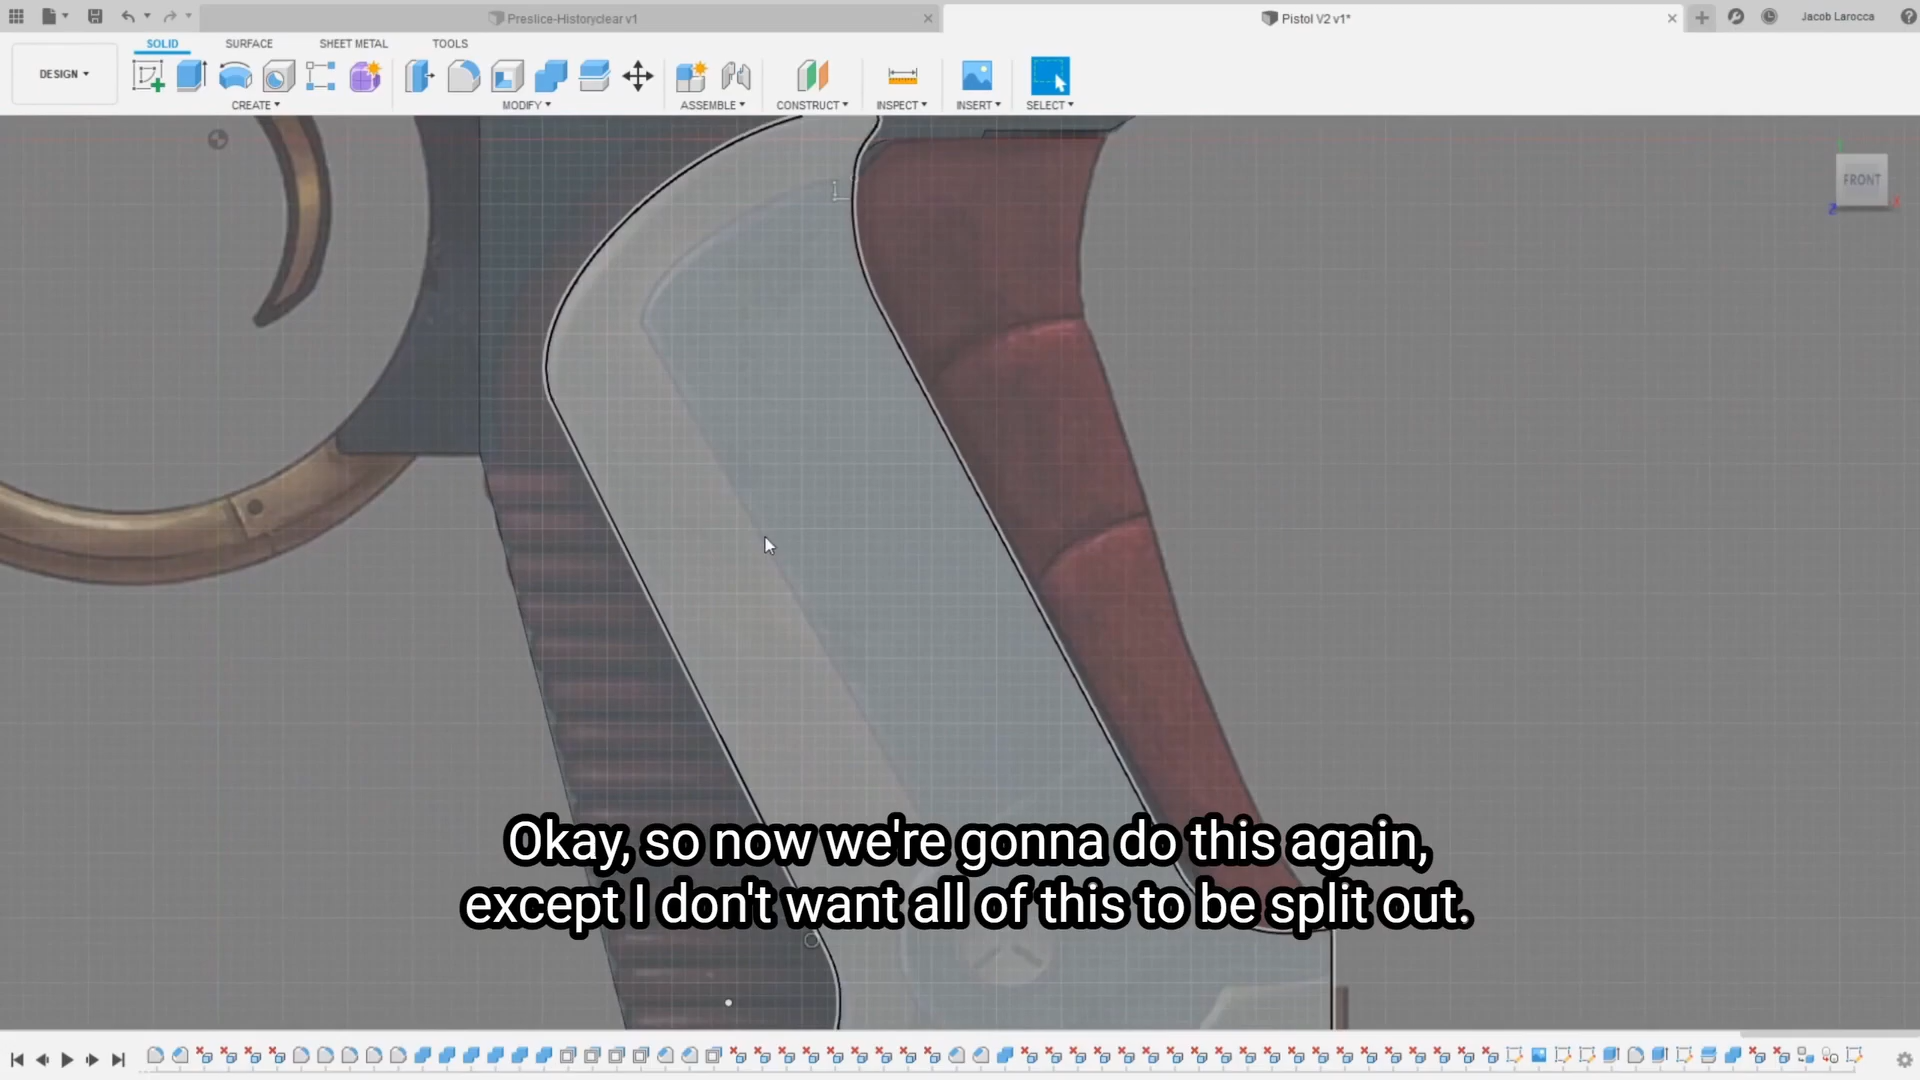 Preslice-Historyclear v1
Pistol V2 v1*
Jacob Larocca
SOLID
SURFACE
SHEET METAL
TOOLS
DESIGN
CREATE
MODIFY
ASSEMBLE
CONSTRUCT
INSPECT
INSERT
SELECT
FRONT
Z
X
Okay, so now we're gonna do this again,
except I don't want all of this to be split out.